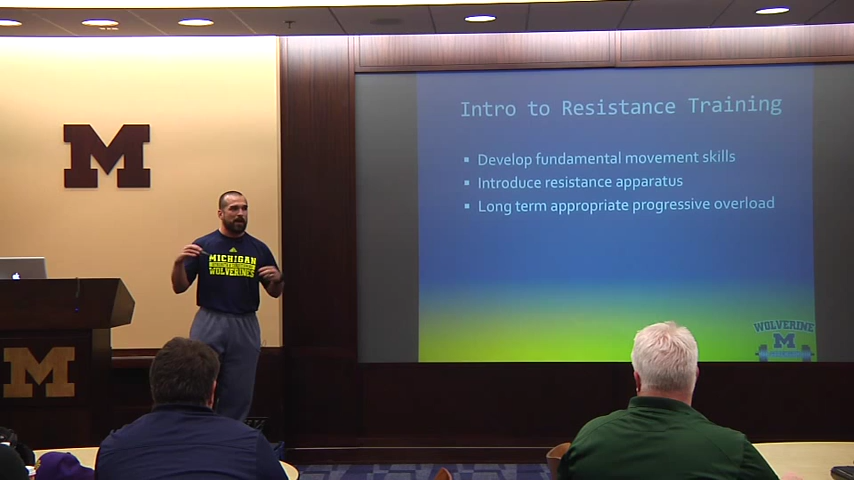 M
Intro to Resistance Training
▪ Develop fundamental movement skills
▪ Introduce resistance apparatus
▪ Long term appropriate progressive overload
MICHIGAN
WOLVERINES
M
WOLVERINE
M